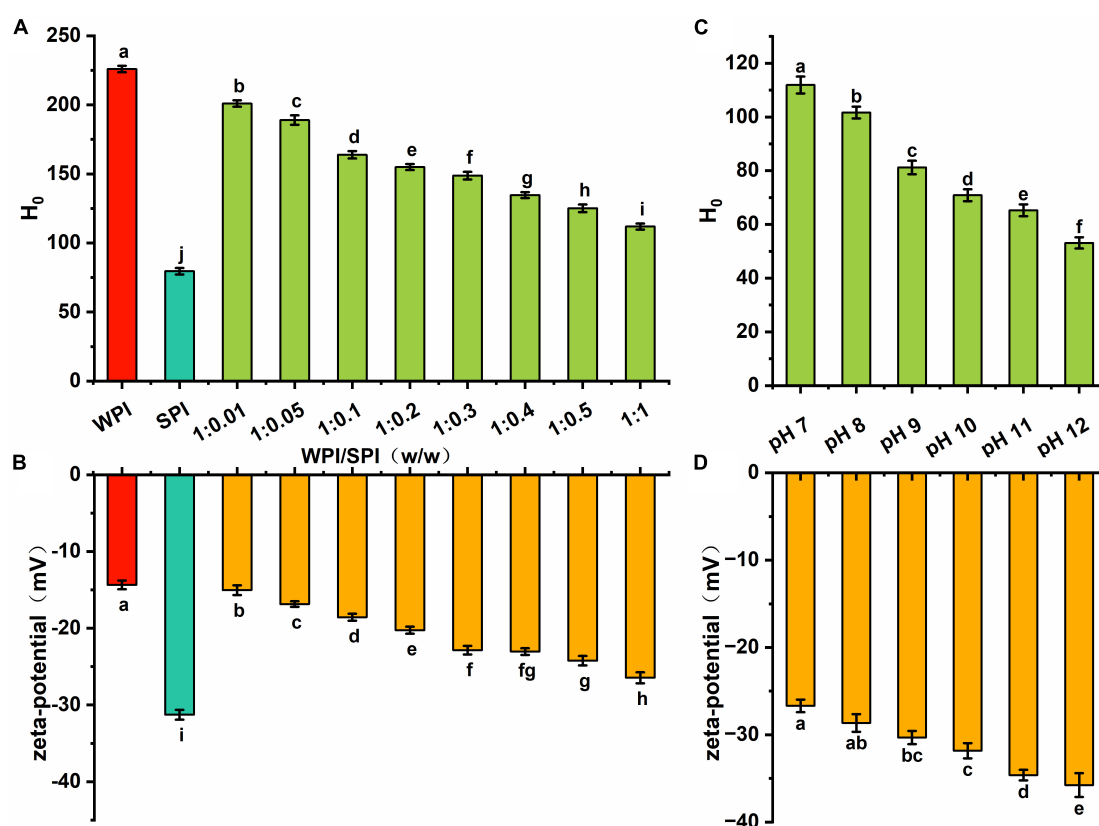 A
250
200
150
100
50
0
H0
a
j
b
c
d
e
f
g
h
i
WPI
SPI
1:0.01
1:0.05
1:0.1
1:0.2
1:0.3
1:0.4
1:0.5
1:1
WPI/SPI（w/w）
B
0
-10
-20
-30
-40
zeta-potential（mV）
a
i
b
c
d
e
f
fg
g
h
C
120
100
80
60
40
20
0
H0
a
b
c
d
e
f
pH 7
pH 8
pH 9
pH 10
pH 11
pH 12
D
0
−10
−20
−30
−40
zeta-potential（mV）
a
ab
bc
c
d
e